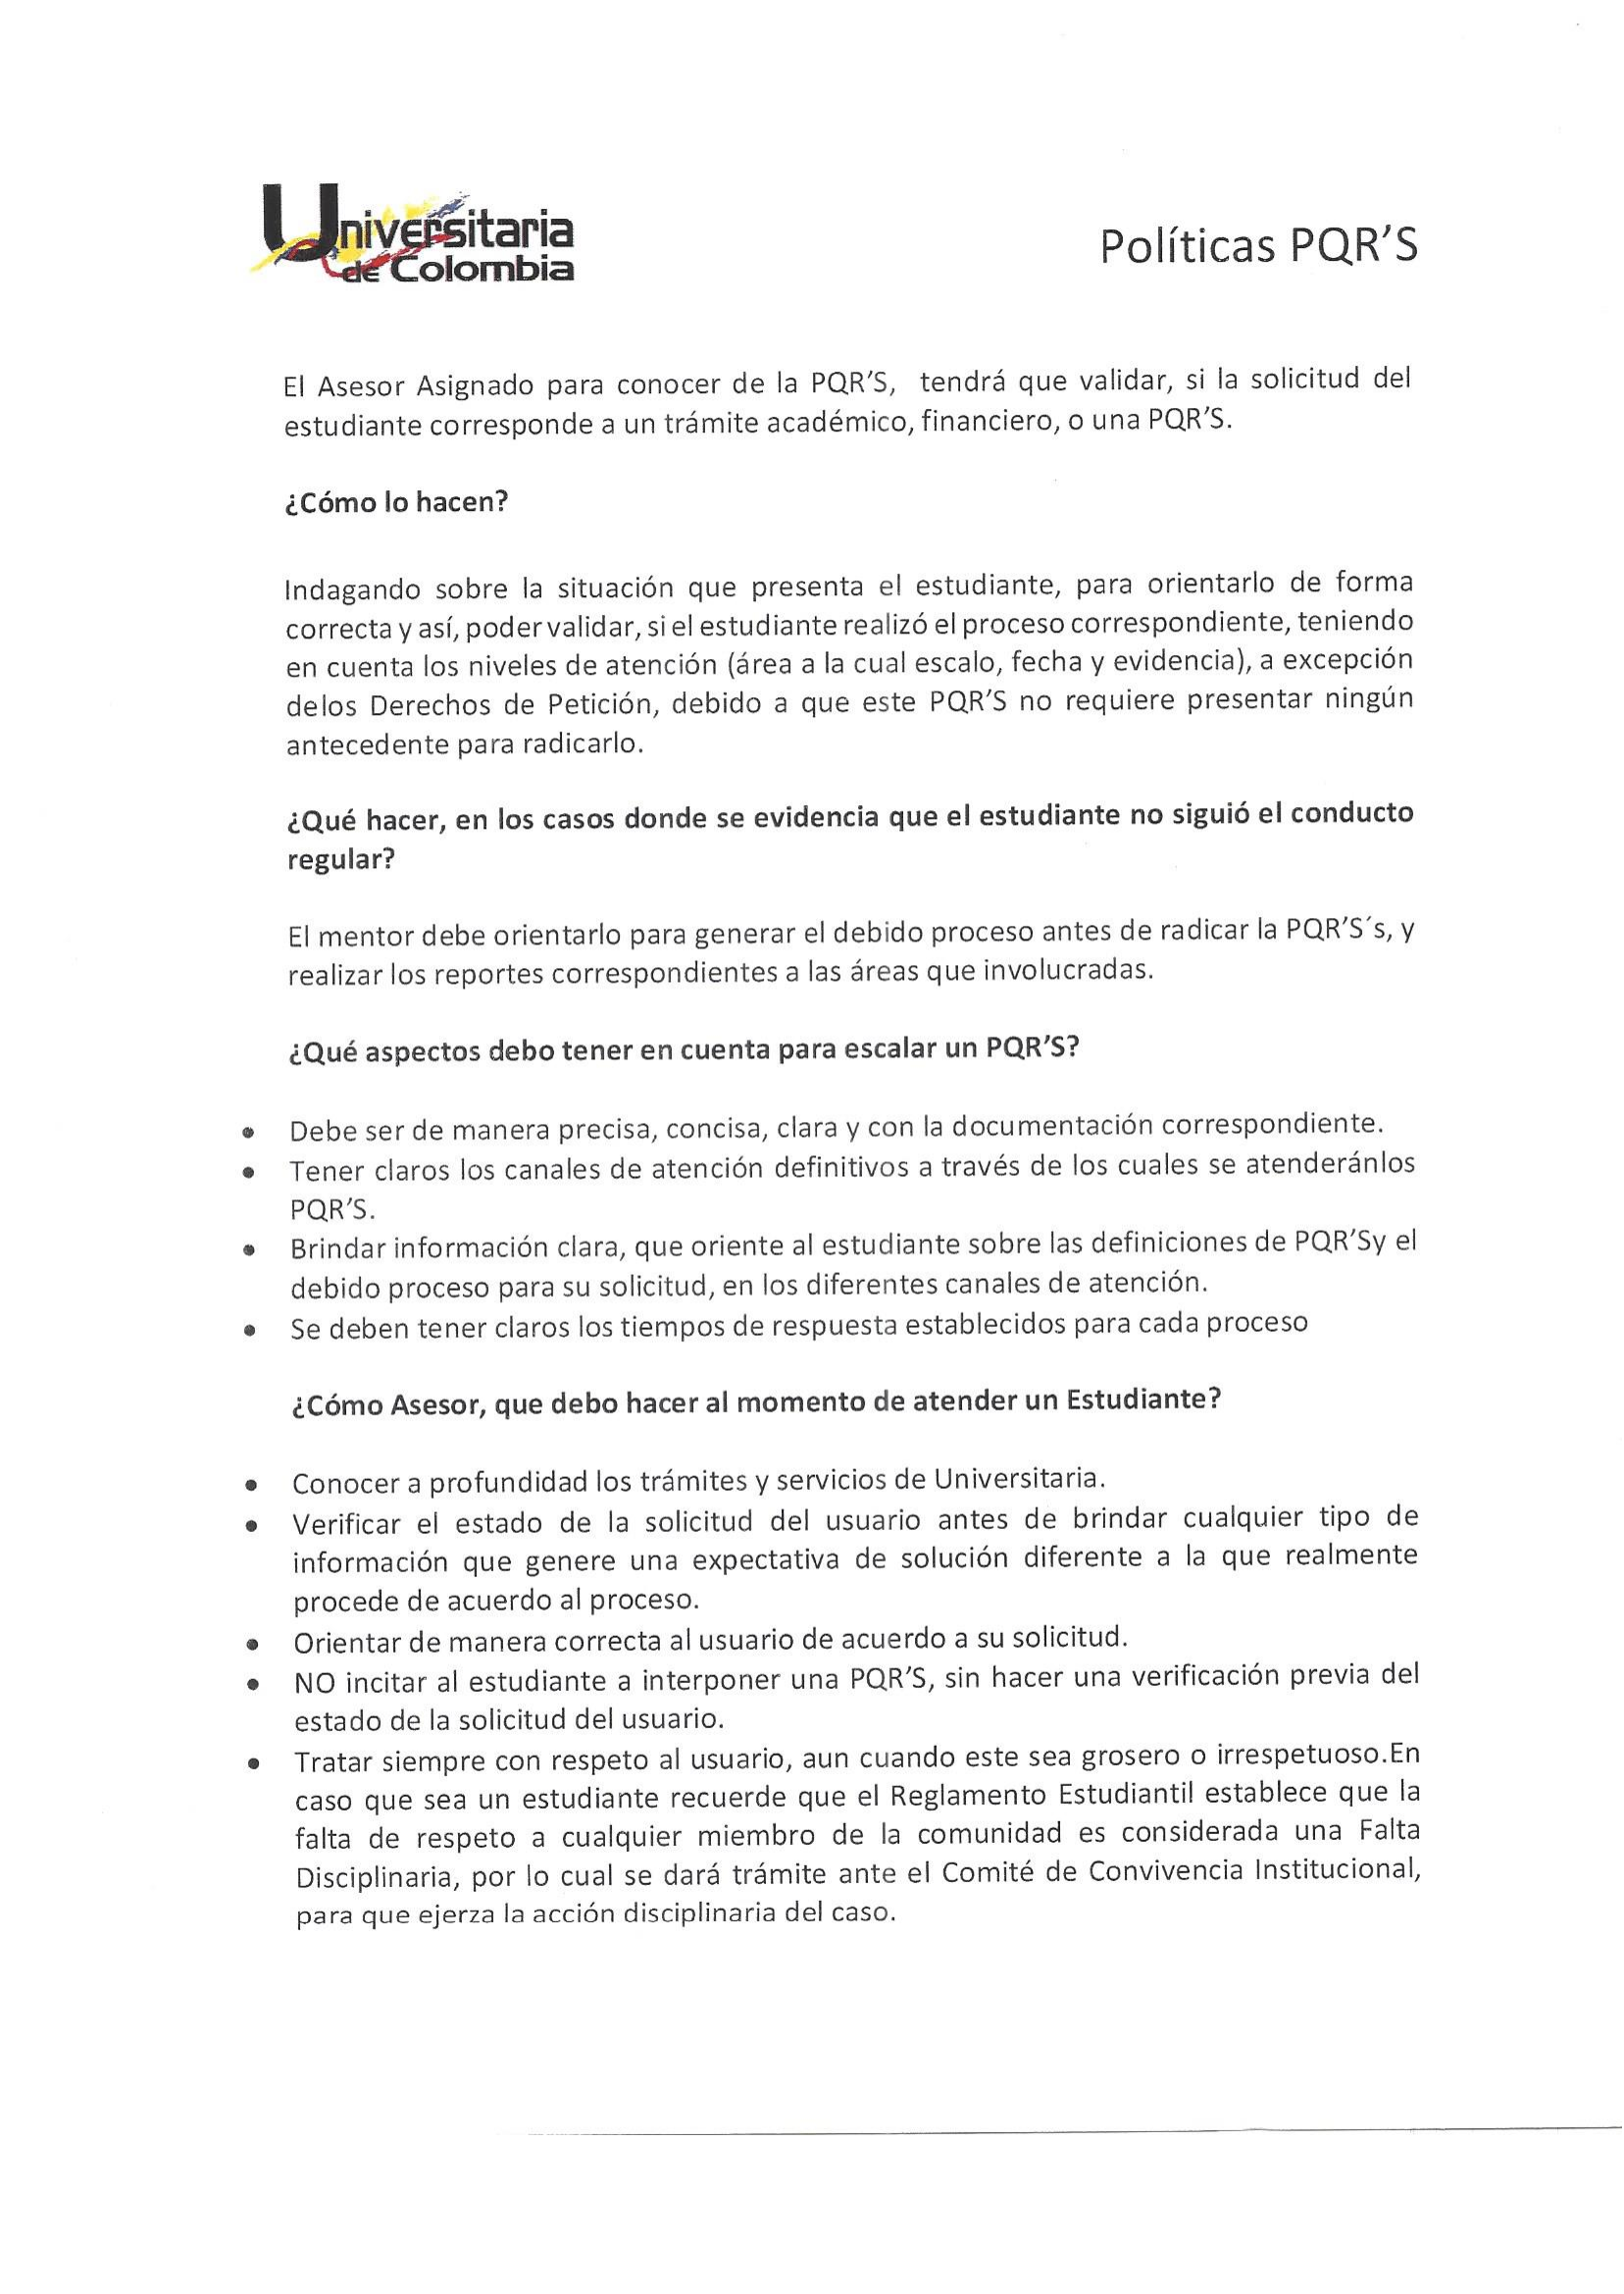 Universitaria
de Colombia
Políticas PQR'S
El Asesor Asignado para conocer de la PQR'S, tendrá que validar, si la solicitud del
estudiante corresponde a un trámite académico, financiero, o una PQR'S.
¿Cómo lo hacen?
Indagando sobre la situación que presenta el estudiante, para orientarlo de forma
correcta y así, poder validar, si el estudiante realizó el proceso correspondiente, teniendo
en cuenta los niveles de atención (área a la cual escalo, fecha y evidencia), a excepción
delos Derechos de Petición, debido a que este PQR'S no requiere presentar ningún
antecedente para radicarlo.
¿Qué hacer, en los casos donde se evidencia que el estudiante no siguió el conducto
regular?
El mentor debe orientarlo para generar el debido proceso antes de radicar la PQR'S´s, y
realizar los reportes correspondientes a las áreas que involucradas.
¿Qué aspectos debo tener en cuenta para escalar un PQR'S?
• Debe ser de manera precisa, concisa, clara y con la documentación correspondiente.
• Tener claros los canales de atención definitivos a través de los cuales se atenderánlos
PQR'S.
• Brindar información clara, que oriente al estudiante sobre las definiciones de PQR'Sy el
debido proceso para su solicitud, en los diferentes canales de atención.
• Se deben tener claros los tiempos de respuesta establecidos para cada proceso
¿Cómo Asesor, que debo hacer al momento de atender un Estudiante?
• Conocer a profundidad los trámites y servicios de Universitaria.
• Verificar el estado de la solicitud del usuario antes de brindar cualquier tipo de
información que genere una expectativa de solución diferente a la que realmente
procede de acuerdo al proceso.
• Orientar de manera correcta al usuario de acuerdo a su solicitud.
• NO incitar al estudiante a interponer una PQR'S, sin hacer una verificación previa del
estado de la solicitud del usuario.
• Tratar siempre con respeto al usuario, aun cuando este sea grosero o irrespetuoso.En
caso que sea un estudiante recuerde que el Reglamento Estudiantil establece que la
falta de respeto a cualquier miembro de la comunidad es considerada una Falta
Disciplinaria, por lo cual se dará trámite ante el Comité de Convivencia Institucional,
para que ejerza la acción disciplinaria del caso.